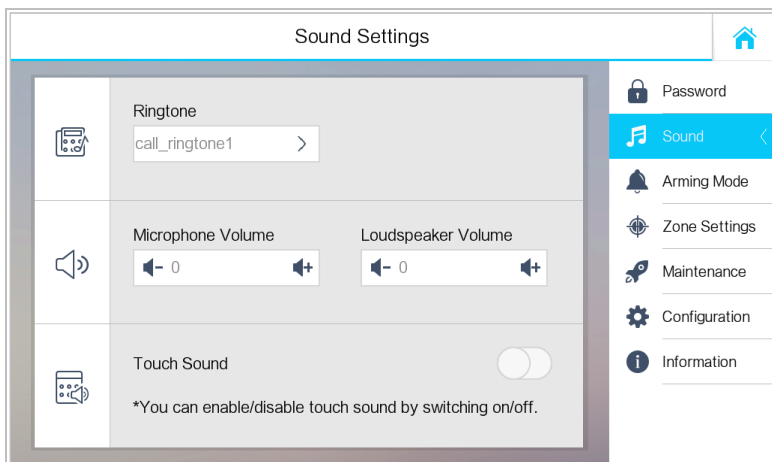 Sound Settings
Ringtone
call_ringtone1
Microphone Volume
Loudspeaker Volume
0
0
Touch Sound
*You can enable/disable touch sound by switching on/off.
Password
Sound
Arming Mode
Zone Settings
Maintenance
Configuration
Information